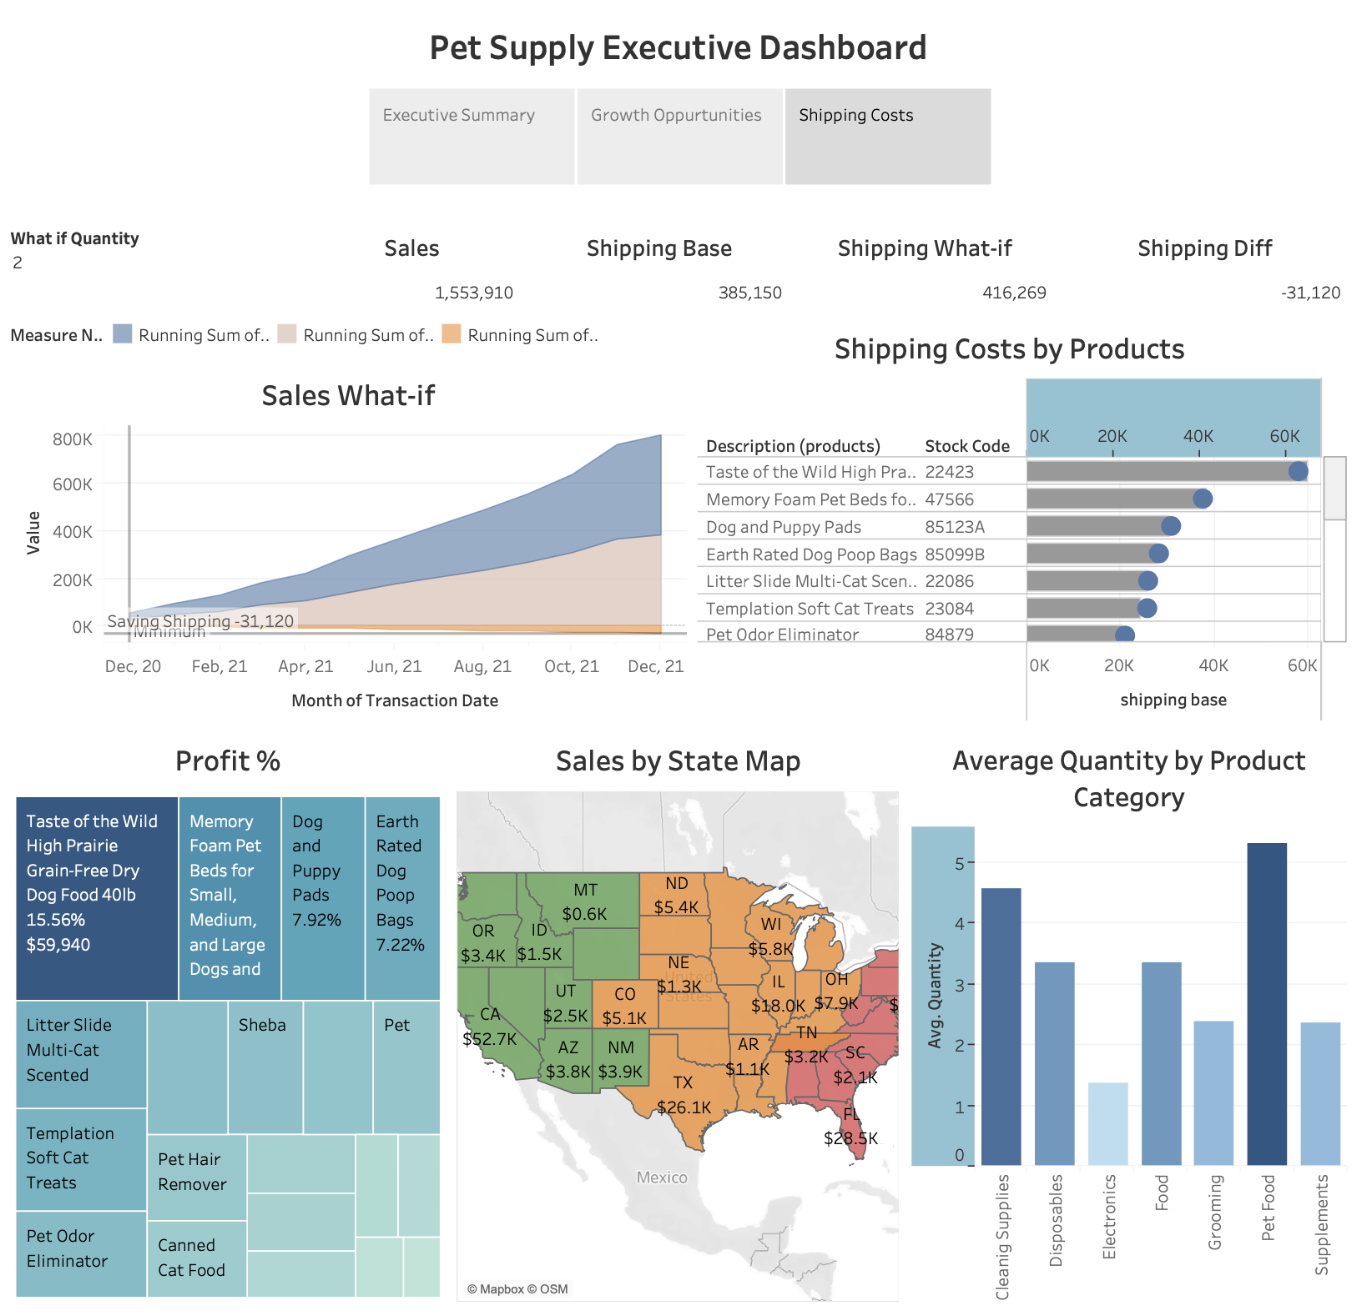 Pet Supply Executive Dashboard
Executive Summary
Growth Oppurtunities
Shipping Costs
What if Quantity
2
Sales
1,553,910
Shipping Base
385,150
Shipping What-if
416,269
Shipping Diff
-31,120
Measure N..
Running Sum of..
Running Sum of..
Running Sum of..
Sales What-if
Value
800K
600K
400K
200K
0K
Saving Shipping -31,120
Minimum
Dec, 20
Feb, 21
Apr, 21
Jun, 21
Aug, 21
Oct, 21
Dec, 21
Month of Transaction Date
Shipping Costs by Products
0K 20K 40K 60K
Description (products) Stock Code
Taste of the Wild High Pra.. 22423
Memory Foam Pet Beds fo.. 47566
Dog and Puppy Pads 85123A
Earth Rated Dog Poop Bags 85099B
Litter Slide Multi-Cat Scen.. 22086
Templation Soft Cat Treats 23084
Pet Odor Eliminator 84879
0K 20K 40K 60K
shipping base
Profit %
Taste of the Wild
High Prairie
Grain-Free Dry
Dog Food 40lb
15.56%
$59,940
Memory
Foam Pet
Beds for
Small,
Medium,
and Large
Dogs and
Dog
and
Puppy
Pads
7.92%
Earth
Rated
Dog
Poop
Bags
7.22%
Litter Slide
Multi-Cat
Scented
Sheba
Pet
Templation
Soft Cat
Treats
Pet Hair
Remover
Pet Odor
Eliminator
Canned
Cat Food
Sales by State Map
MT
$0.6K
ND
$5.4K
OR
$3.4K
ID
$1.5K
WI
$5.8K
NE
$1.3K
United
States
UT
$2.5K
CO
$5.1K
IL
$18.0K
OH
$7.9K
$
CA
$52.7K
AZ
$3.8K
NM
$3.9K
AR
$1.1K
TN
$3.2K
SC
$2.1K
TX
$26.1K
FL
$28.5K
Mexico
© Mapbox © OSM
Average Quantity by Product
Category
Avg. Quantity
5
4
3
2
1
0
Cleanig Supplies
Disposables
Electronics
Food
Grooming
Pet Food
Supplements